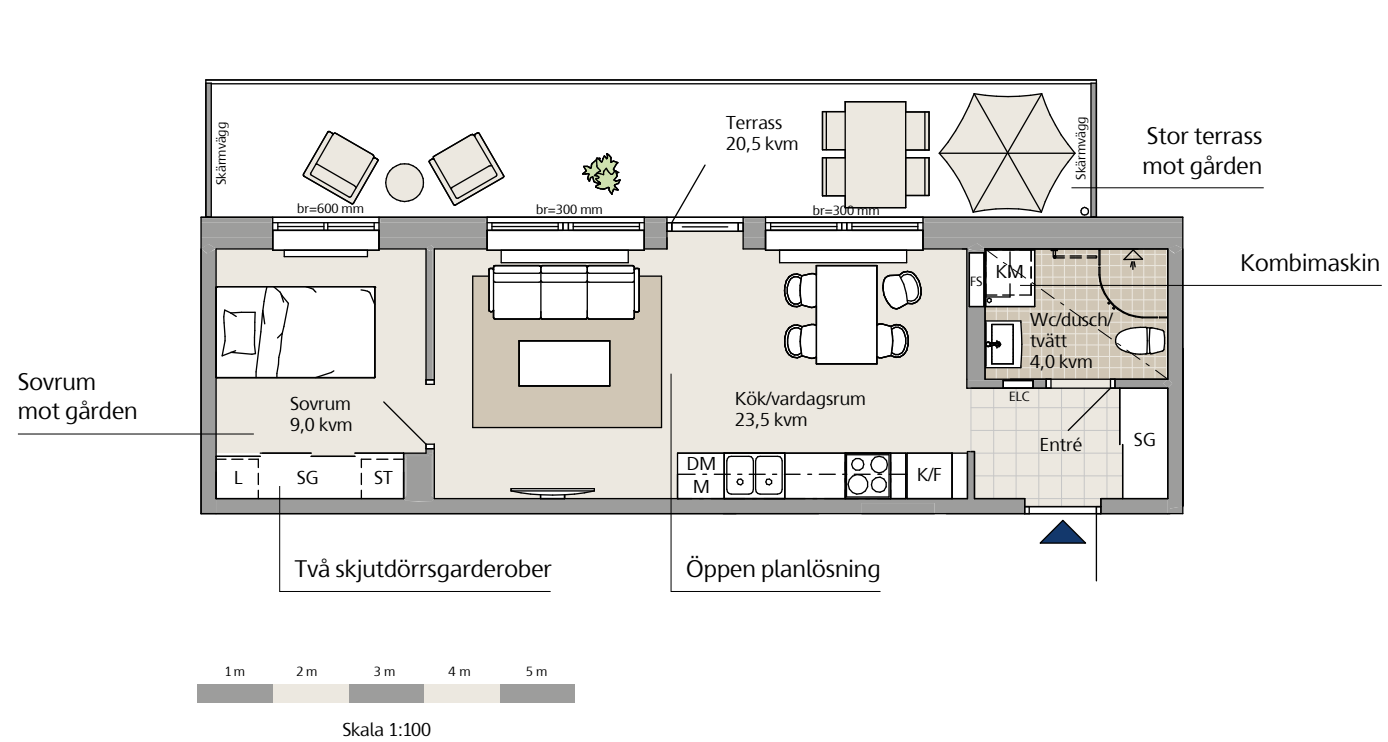 Skärmvägg
Terrass
20,5 kvm
Skärmvägg
Stor terrass
mot gården
br=600 mm
br=300 mm
br=300 mm
Kombimaskin
FS
KM
Wc/dusch/
tvätt
4,0 kvm
Sovrum
mot gården
Sovrum
9,0 kvm
Kök/vardagsrum
23,5 kvm
ELC
Entré
SG
L
SG
ST
DM
M
K/F
Två skjutdörrsgarderober
Öppen planlösning
1 m
2 m
3 m
4 m
5 m
Skala 1:100